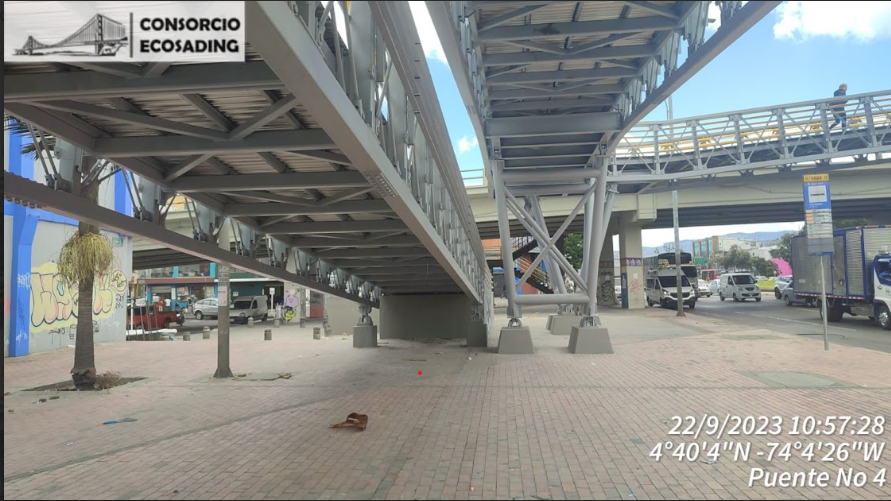 CONSORCIO
ECOSADING
22/9/2023 10:57:28
4°40'4"N -74°4'26"W
Puente No 4